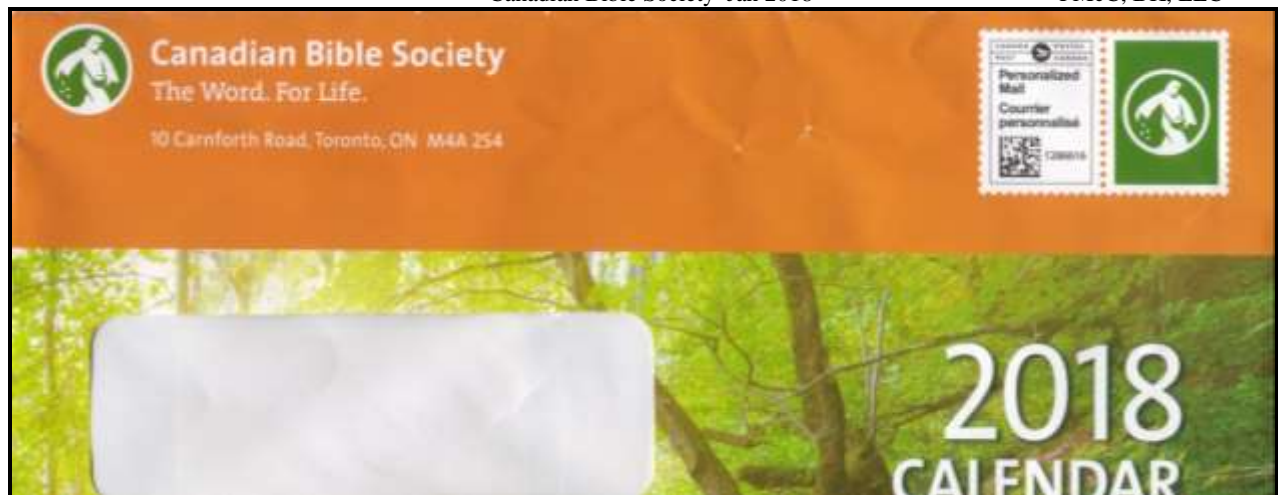 Canadian Bible Society
The Word. For Life.
10 Carnforth Road, Toronto, ON M4A 2S4
Personalized
Mail
Courrier
personnalisé
2018
CALENDAR